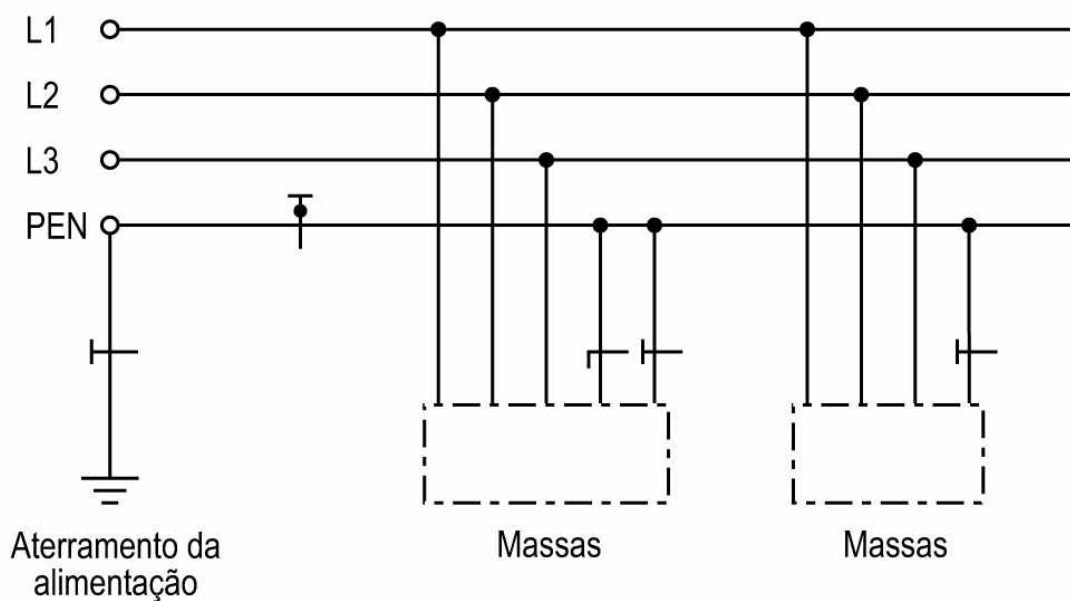 L1
L2
L3
PEN
Aterramento da
alimentação
Massas
Massas